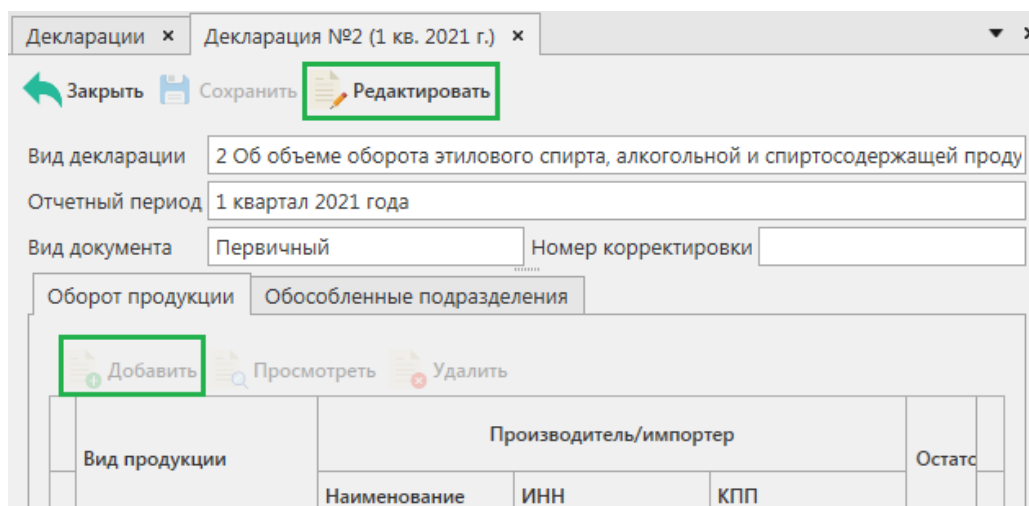 Декларации × Декларация №2 (1 кв. 2021 г.) ×
Закрыть Сохранить Редактировать
Вид декларации 2 Об объеме оборота этилового спирта, алкогольной и спиртосодержащей проду
Отчетный период 1 квартал 2021 года
Вид документа Первичный Номер корректировки
Оборот продукции Обособленные подразделения
Добавить Просмотреть Удалить
Производитель/импортер
Вид продукции Остато
Наименование ИНН КПП